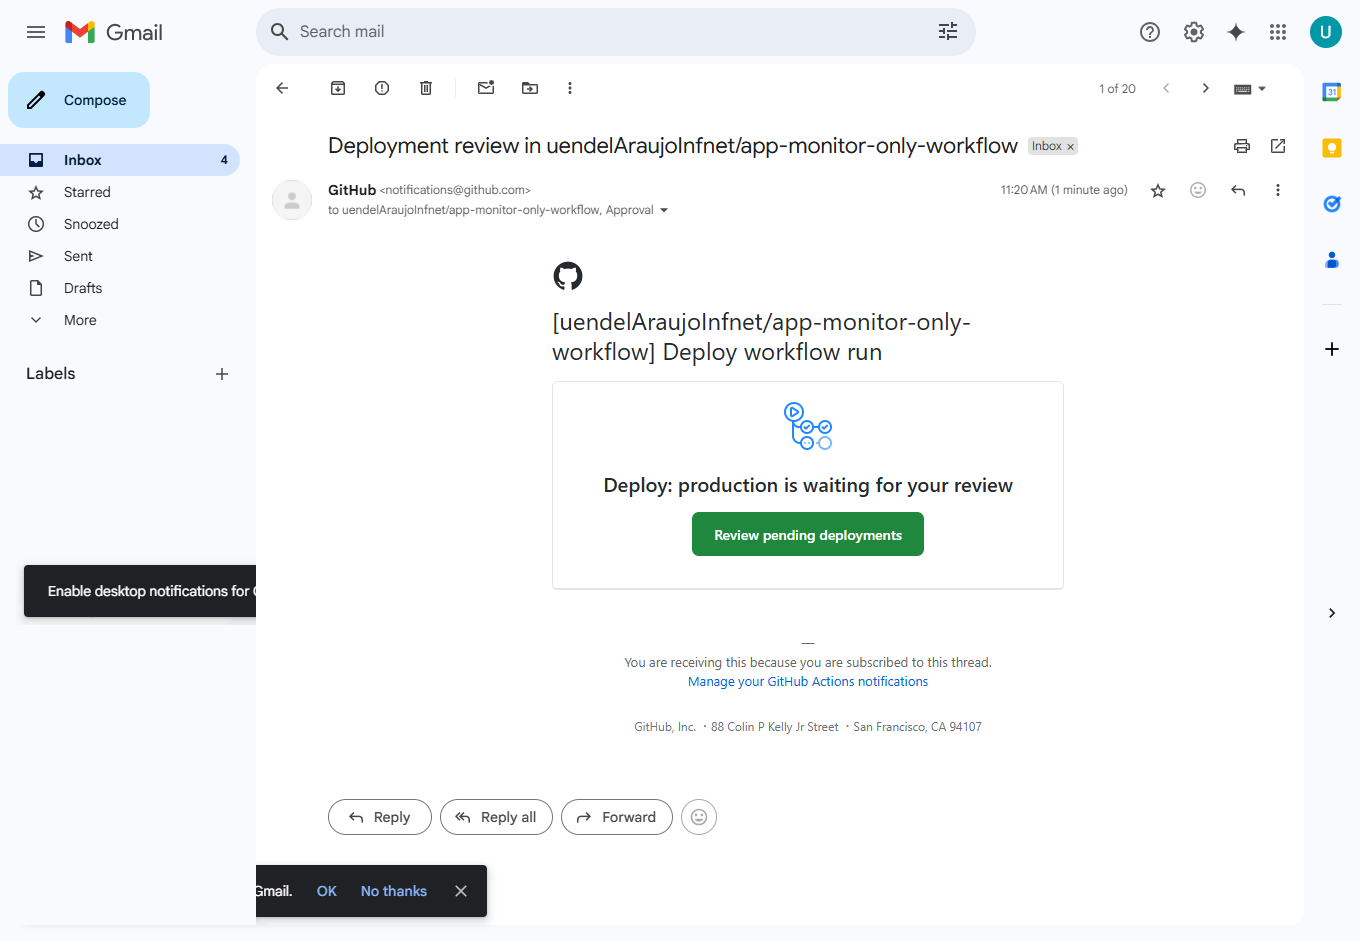 Gmail
Search mail
U
Compose
Inbox 4
Starred
Snoozed
Sent
Drafts
More
Labels
1 of 20
31
Deployment review in uendelAraujoInfnet/app-monitor-only-workflow
Inbox ×
GitHub <notifications@github.com>
11:20 AM (1 minute ago)
to uendelAraujoInfnet/app-monitor-only-workflow, Approval
[uendelAraujoInfnet/app-monitor-only-
workflow] Deploy workflow run
Deploy: production is waiting for your review
Review pending deployments
Enable desktop notifications for
—
You are receiving this because you are subscribed to this thread.
Manage your GitHub Actions notifications
GitHub, Inc. ・88 Colin P Kelly Jr Street ・San Francisco, CA 94107
Reply
Reply all
Forward
Gmail. OK No thanks